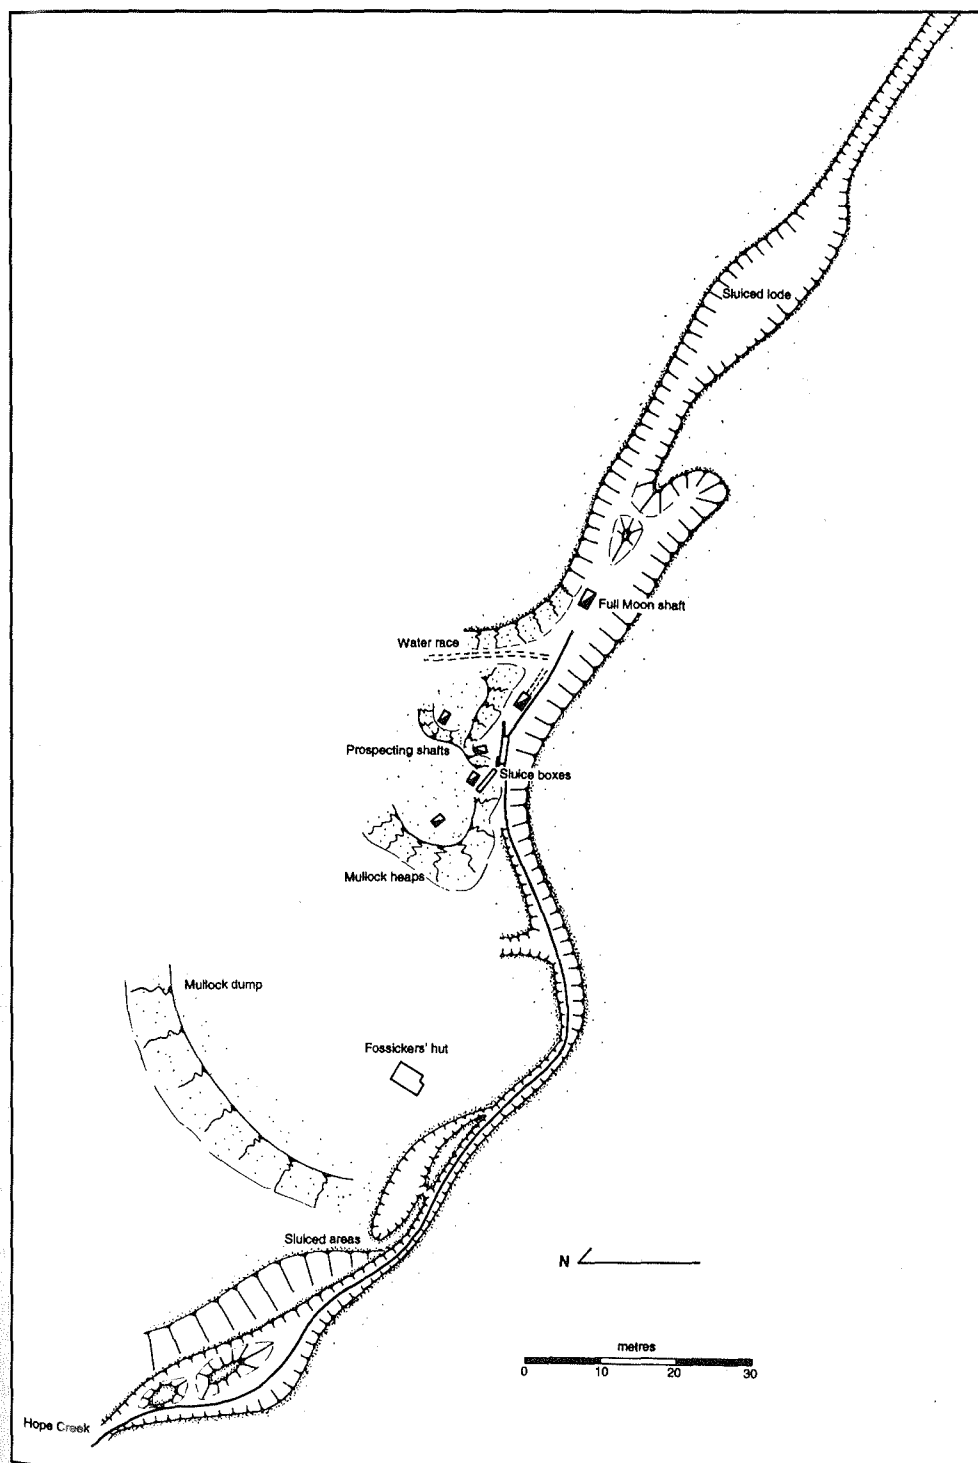 Sluiced lode
Full Moon shaft
Water race
Prospecting shafts
Sluice boxes
Mullock heaps
Mullock dump
Fossickers' hut
Sluiced areas
N
metres
0 10 20 30
Hope Creek